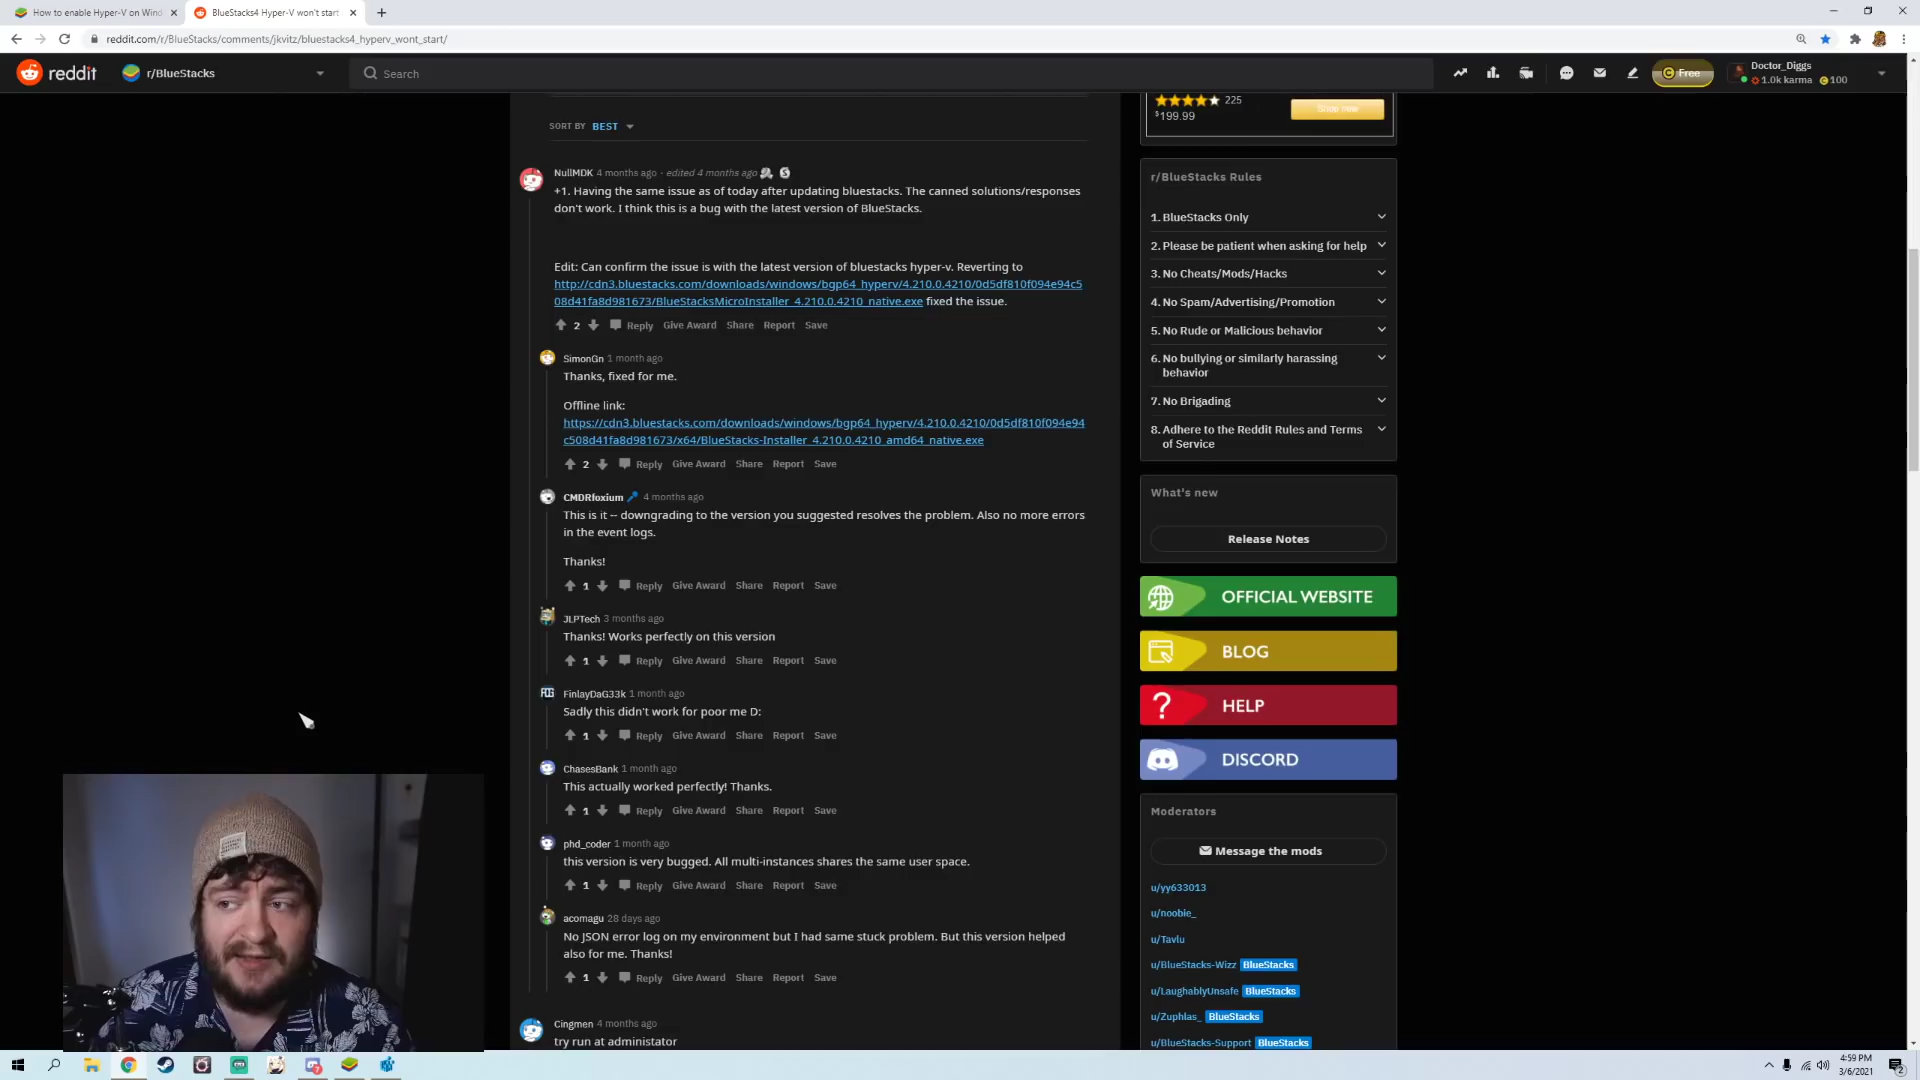 How to enable Hyper-V on Wind
BlueStacks4 Hyper-V won't start
reddit.com/r/BlueStacks/comments/jkvitz/bluestacks4_hyperv_wont_start/
reddit
r/BlueStacks
Search
Free
Doctor_Diggs
1.0k karma
100
SORT BY BEST
NullMDK 4 months ago · edited 4 months ago
+1. Having the same issue as of today after updating bluestacks. The canned solutions/responses
don't work. I think this is a bug with the latest version of BlueStacks.
Edit: Can confirm the issue is with the latest version of bluestacks hyper-v. Reverting to
http://cdn3.bluestacks.com/downloads/windows/bgp64_hyperv/4.210.0.4210/0d5df810f094e94c5
08d41fa8d981673/BlueStacksMicroInstaller_4.210.0.4210_native.exe fixed the issue.
2 Reply Give Award Share Report Save
SimonGn 1 month ago
Thanks, fixed for me.
Offline link:
https://cdn3.bluestacks.com/downloads/windows/bgp64_hyperv/4.210.0.4210/0d5df810f094e94
c508d41fa8d981673/x64/BlueStacks-Installer_4.210.0.4210_amd64_native.exe
2 Reply Give Award Share Report Save
CMDRfoxium 4 months ago
This is it -- downgrading to the version you suggested resolves the problem. Also no more errors
in the event logs.
Thanks!
1 Reply Give Award Share Report Save
JLPTech 3 months ago
Thanks! Works perfectly on this version
1 Reply Give Award Share Report Save
FinlayDaG33k 1 month ago
Sadly this didn't work for poor me D:
1 Reply Give Award Share Report Save
ChasesBank 1 month ago
This actually worked perfectly! Thanks.
1 Reply Give Award Share Report Save
phd_coder 1 month ago
this version is very bugged. All multi-instances shares the same user space.
1 Reply Give Award Share Report Save
acomagu 28 days ago
No JSON error log on my environment but I had same stuck problem. But this version helped
also for me. Thanks!
1 Reply Give Award Share Report Save
Cingmen 4 months ago
try run at administator
225
$199.99
Shop now
r/BlueStacks Rules
1. BlueStacks Only
2. Please be patient when asking for help
3. No Cheats/Mods/Hacks
4. No Spam/Advertising/Promotion
5. No Rude or Malicious behavior
6. No bullying or similarly harassing
behavior
7. No Brigading
8. Adhere to the Reddit Rules and Terms
of Service
What's new
Release Notes
OFFICIAL WEBSITE
BLOG
HELP
DISCORD
Moderators
Message the mods
u/yy633013
u/noobie_
u/Tavlu
u/BlueStacks-Wizz BlueStacks
u/LaughablyUnsafe BlueStacks
u/Zuphlas_ BlueStacks
u/BlueStacks-Support BlueStacks
4:59 PM
3/6/2021